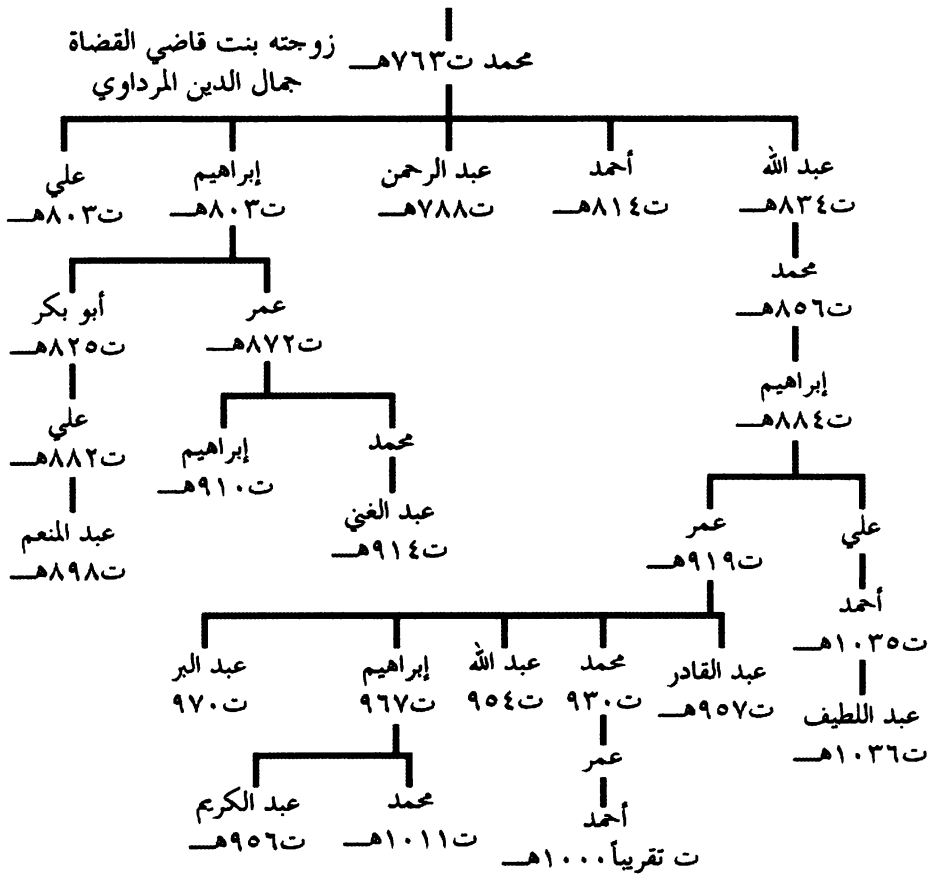 محمد ت٧٦٣هـ
زوجته بنت قاضي القضاة
جمال الدين المرداوي
عبد الله
ت٨٣٤هـ
أحمد
ت٨١٤هـ
عبد الرحمن
ت٧٨٨هـ
إبراهيم
ت٨٠٣هـ
علي
ت٨٠٣هـ
محمد
ت٨٥٦هـ
عمر
ت٨٧٢هـ
أبو بكر
ت٨٢٥هـ
إبراهيم
ت٨٨٤هـ
محمد
إبراهيم
ت٩١٠هـ
علي
ت٨٨٢هـ
علي
عمر
ت٩١٩هـ
عبد الغني
ت٩١٤هـ
عبد المنعم
ت٨٩٨هـ
أحمد
ت١٠٣٥هـ
عبد القادر
ت٩٥٧هـ
محمد
ت٩٣٠
عبد الله
ت٩٥٤
إبراهيم
ت٩٦٧
عبد البر
ت٩٧٠
عبد اللطيف
ت١٠٣٦هـ
عمر
أحمد
ت تقريباً ١٠٠٠هـ
محمد
ت١٠١١هـ
عبد الكريم
ت٩٥٦هـ